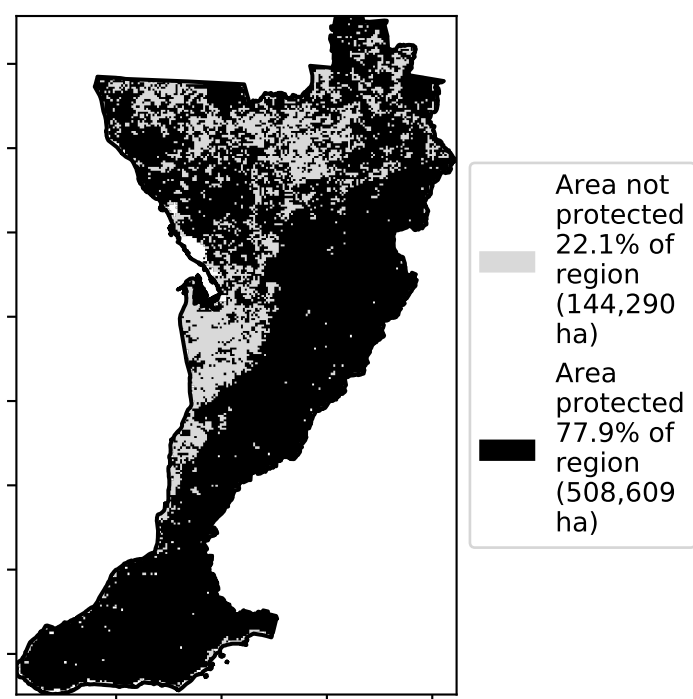 Area not
protected
22.1% of
region
(144,290
ha)
Area
protected
77.9% of
region
(508,609
ha)